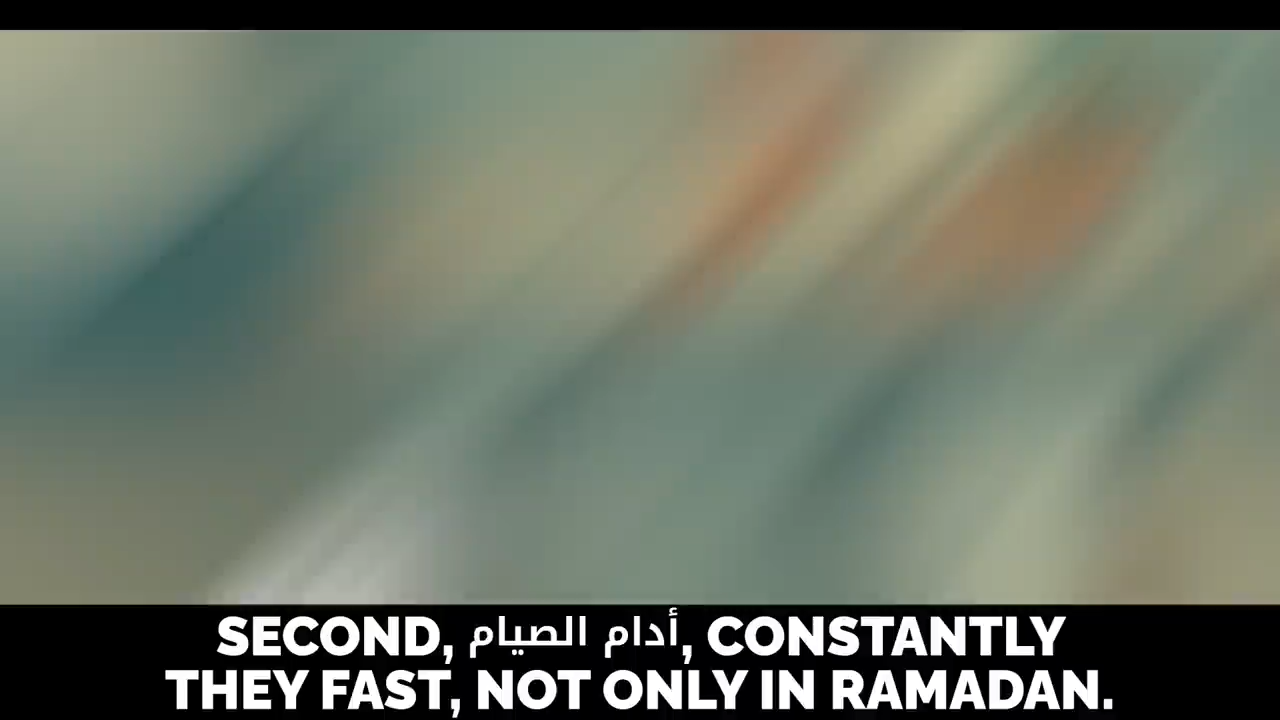 SECOND, أدام الصيام, CONSTANTLY
THEY FAST, NOT ONLY IN RAMADAN.